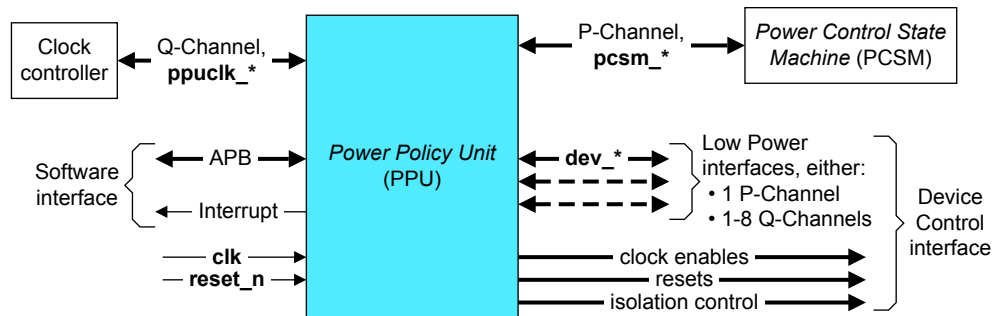 Clock
controller
Q-Channel,
ppuclk_*
P-Channel,
pcsm_*
Power Control State
Machine (PCSM)
Software
interface
APB
Interrupt
clk
reset_n
Power Policy Unit
(PPU)
dev_*
Low Power
interfaces, either:
• 1 P-Channel
• 1-8 Q-Channels
Device
Control
interface
clock enables
resets
isolation control